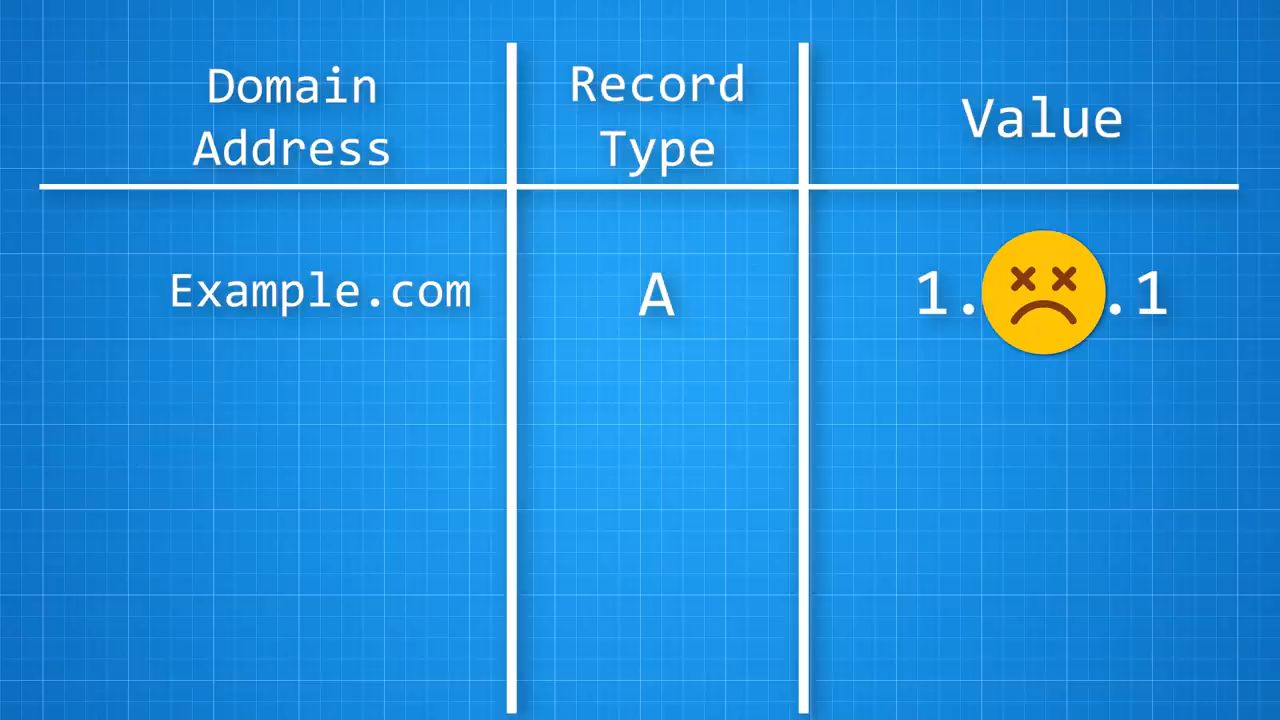 Domain
Address
Record
Type
Value
Example.com
A
1. .1